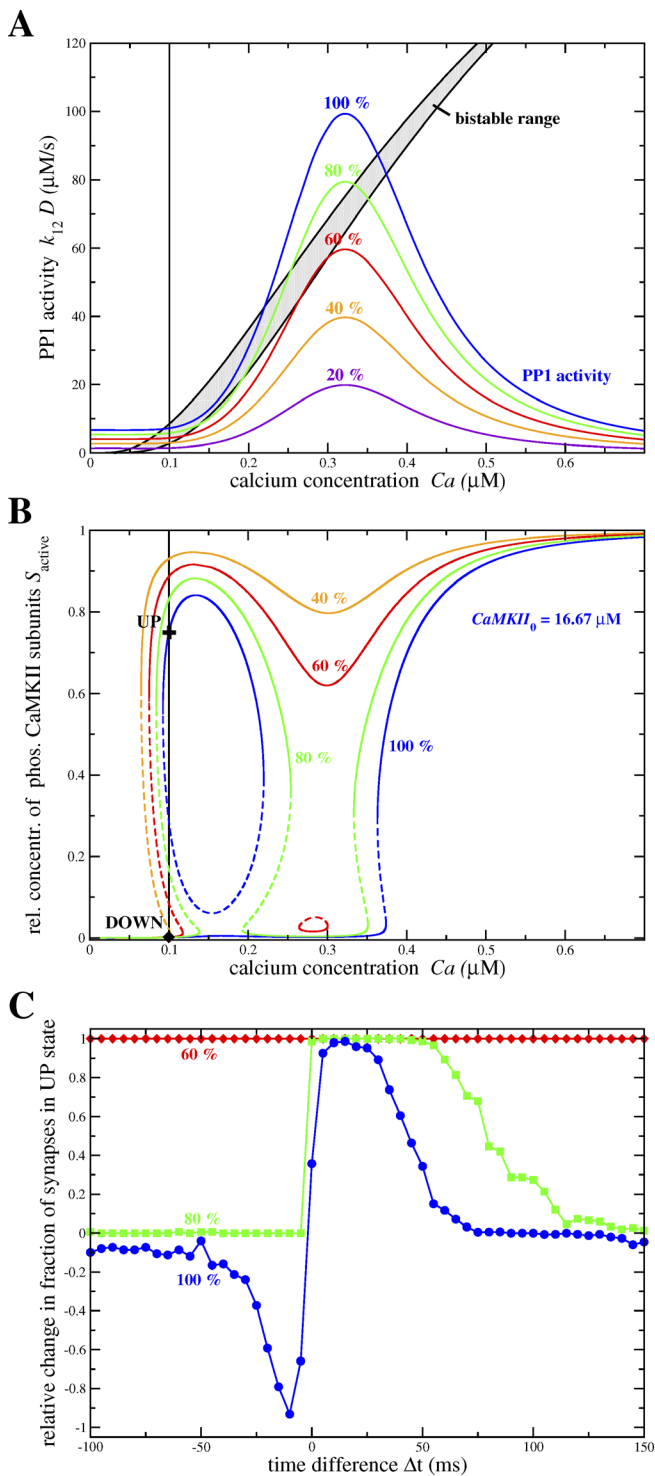 A
PP1 activity k12 D (μM/s)
120
100
80
60
40
20
0
100 %
80 %
60 %
40 %
20 %
bistable range
PP1 activity
0 0.1 0.2 0.3 0.4 0.5 0.6
calcium concentration Ca (μM)
B
rel. concentr. of phos. CaMKII subunits Sactive
1
0.8
0.6
0.4
0.2
0
UP
DOWN
40 %
60 %
80 %
100 %
CaMKII0 = 16.67 μM
0 0.1 0.2 0.3 0.4 0.5 0.6
calcium concentration Ca (μM)
C
relative change in fraction of synapses in UP state
1
0.8
0.6
0.4
0.2
0
-0.2
-0.4
-0.6
-0.8
-1
60 %
80 %
100 %
-100 -50 0 50 100 150
time difference Δt (ms)